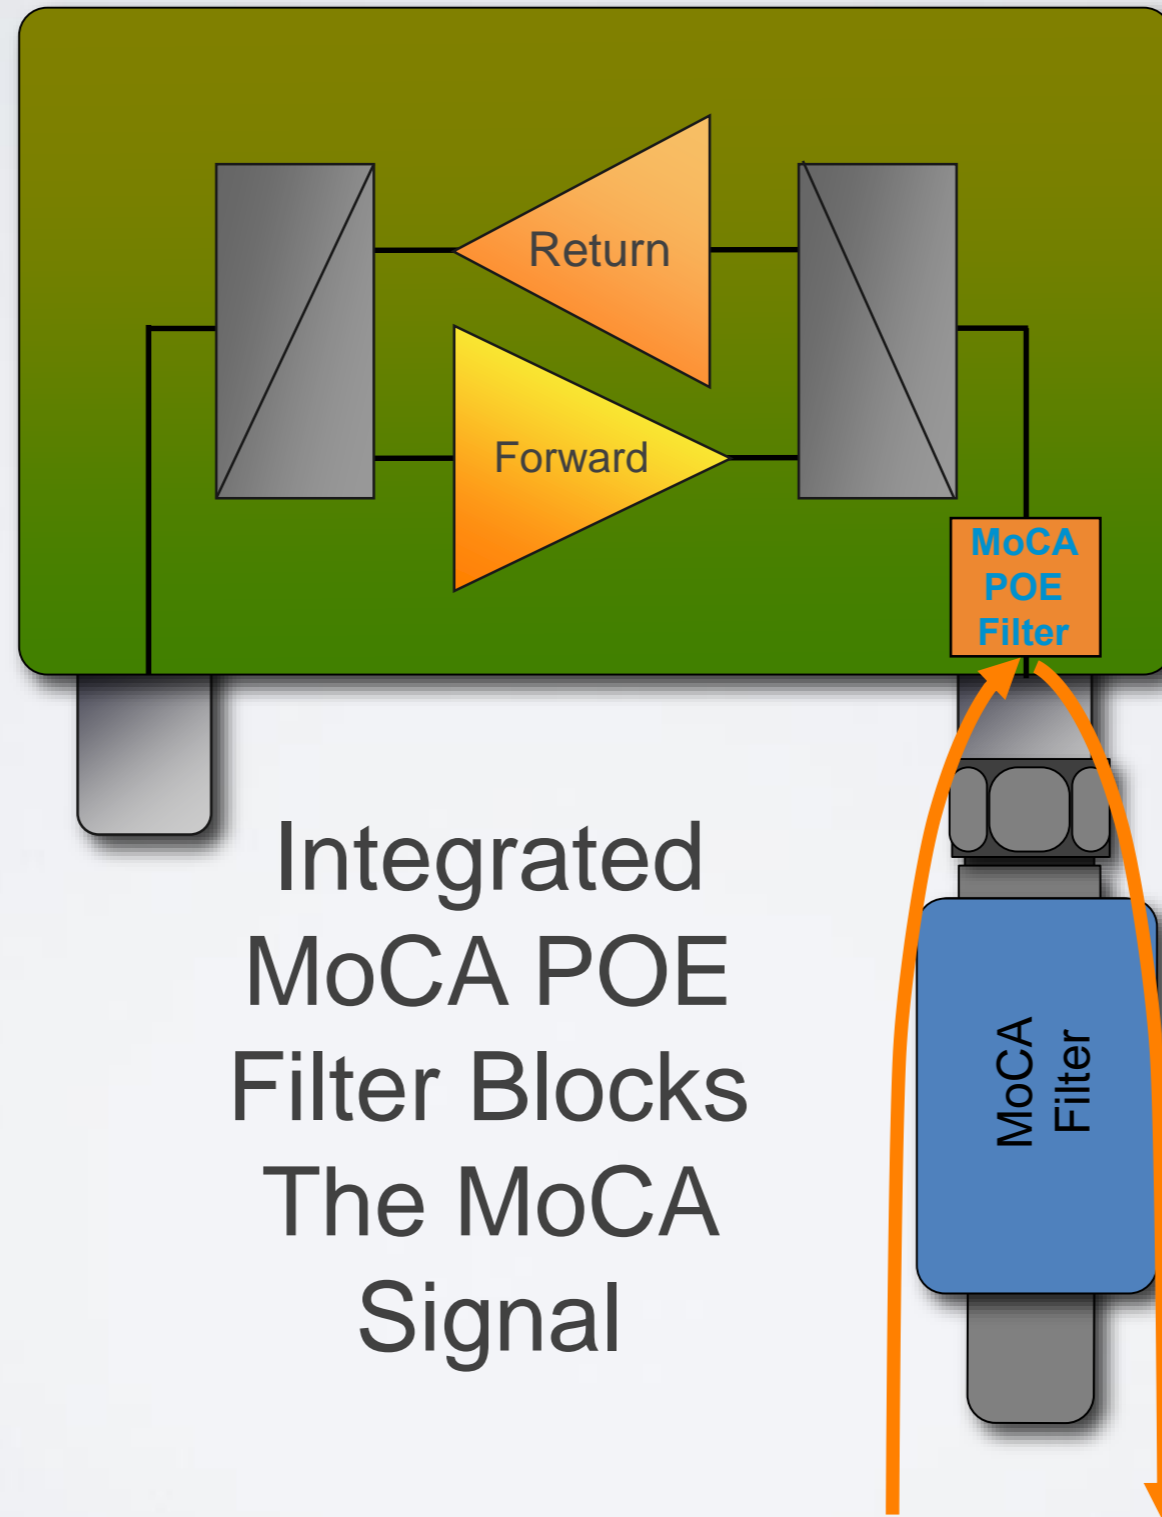 Return
Forward
MoCA
POE
Filter
Integrated
MoCA POE
Filter Blocks
The MoCA
Signal
MoCA
Filter